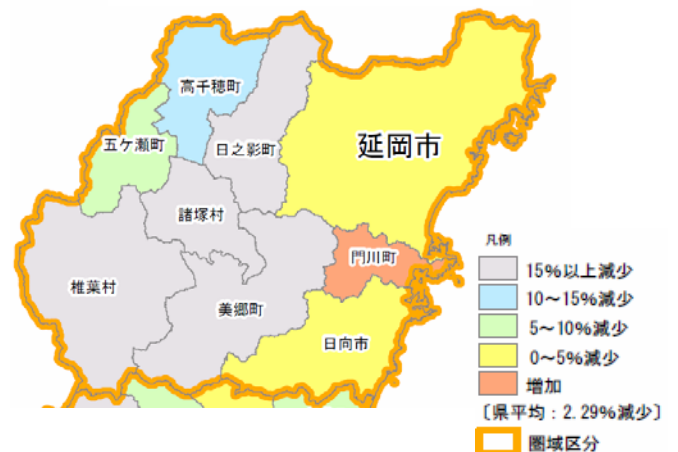 高千穂町
五ケ瀬町
日之影町
延岡市
諸塚村
門川町
椎葉村
美郷町
日向市
凡例
15%以上減少
10～15%減少
5～10%減少
0～5%減少
増加
〔県平均：2.29%減少〕
圏域区分